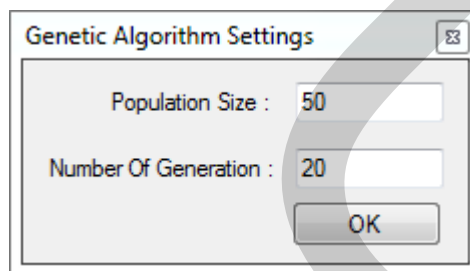 Genetic Algorithm Settings
Population Size : 50
Number Of Generation : 20
OK